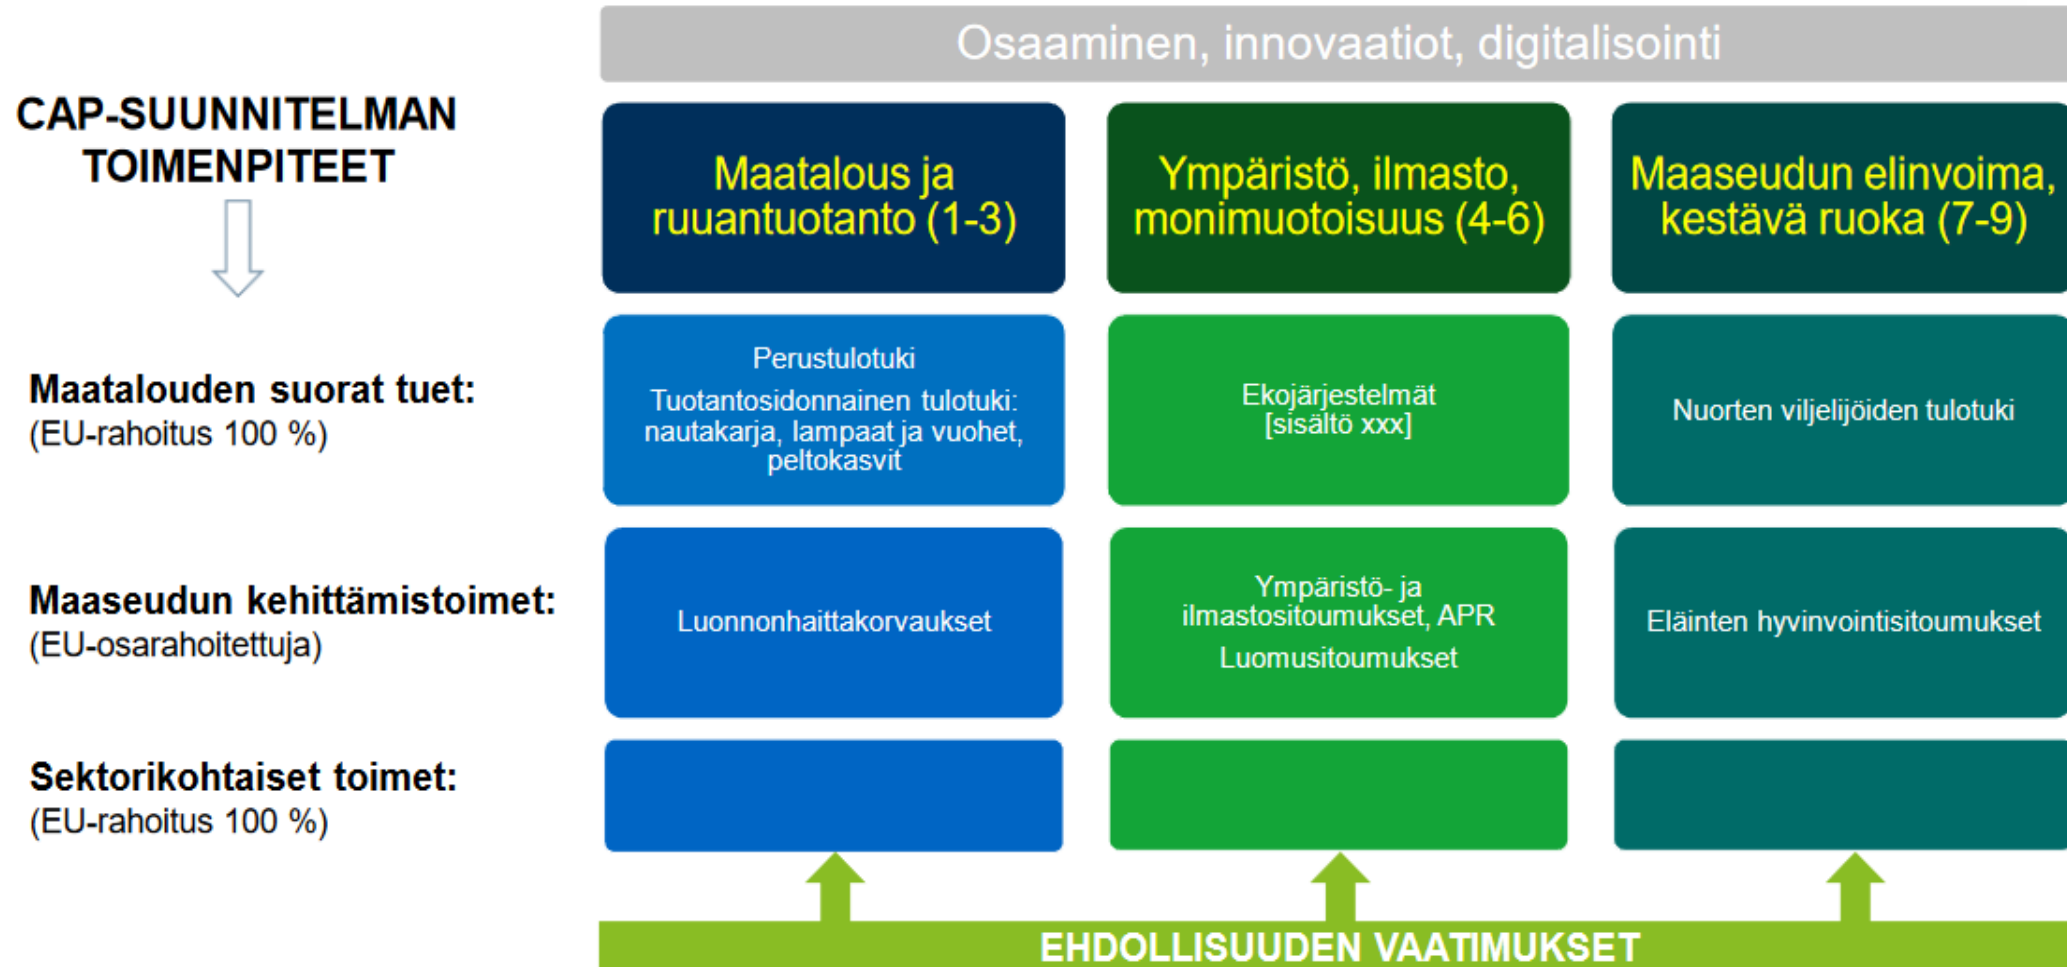 Osaaminen, innovaatiot, digitalisointi
CAP-SUUNNITELMAN
TOIMENPITEET
Maatalous ja
ruuantuotanto (1-3)
Ympäristö, ilmasto,
monimuotoisuus (4-6)
Maaseudun elinvoima,
kestävä ruoka (7-9)
Maatalouden suorat tuet:
(EU-rahoitus 100 %)
Perustulotuki
Tuotantosidonnainen tulotuki:
nautakarja, lampaat ja vuohet,
peltokasvit
Ekojärjestelmät
[sisältö xxx]
Nuorten viljelijöiden tulotuki
Maaseudun kehittämistoimet:
(EU-osarahoitettuja)
Luonnonhaittakorvaukset
Ympäristö- ja
ilmastositoumukset, APR
Luomusitoumukset
Eläinten hyvinvointisitoumukset
Sektorikohtaiset toimet:
(EU-rahoitus 100 %)
EHDOLLISUUDEN VAATIMUKSET